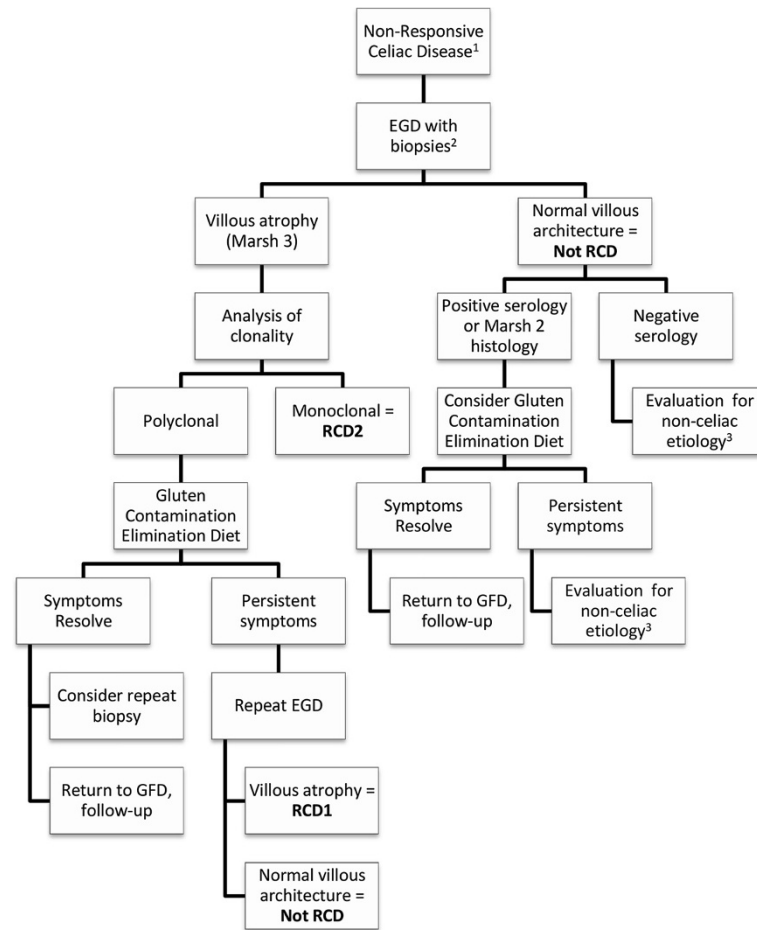 Non-Responsive
Celiac Disease¹
EGD with
biopsies²
Villous atrophy
(Marsh 3)
Normal villous
architecture =
Not RCD
Analysis of
clonality
Positive serology
or Marsh 2
histology
Negative
serology
Polyclonal
Monoclonal =
RCD2
Consider Gluten
Contamination
Elimination Diet
Evaluation for
non-celiac
etiology³
Gluten
Contamination
Elimination Diet
Symptoms
Resolve
Persistent
symptoms
Symptoms
Resolve
Persistent
symptoms
Return to GFD,
follow-up
Evaluation for
non-celiac
etiology³
Consider repeat
biopsy
Repeat EGD
Return to GFD,
follow-up
Villous atrophy =
RCD1
Normal villous
architecture =
Not RCD